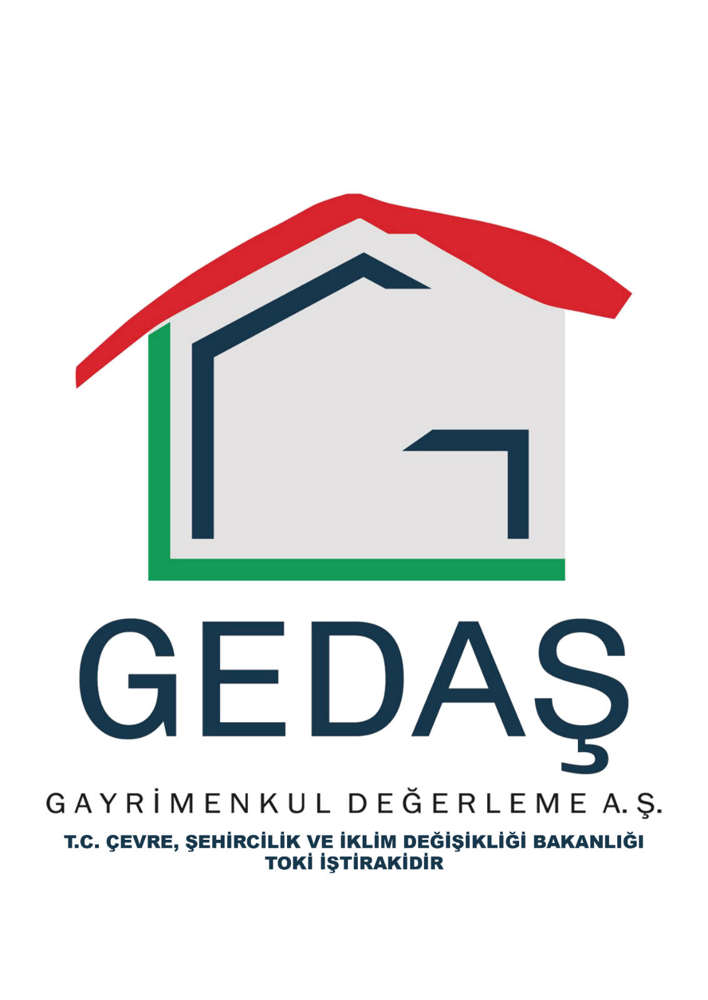 GEDAŞ
GAYRİMENKUL DEĞERLEME A.Ş.
T.C. ÇEVRE, ŞEHİRCİLİK VE İKLİM DEĞİŞİKLİĞİ BAKANLIĞI
TOKİ İŞTİRAKİDİR